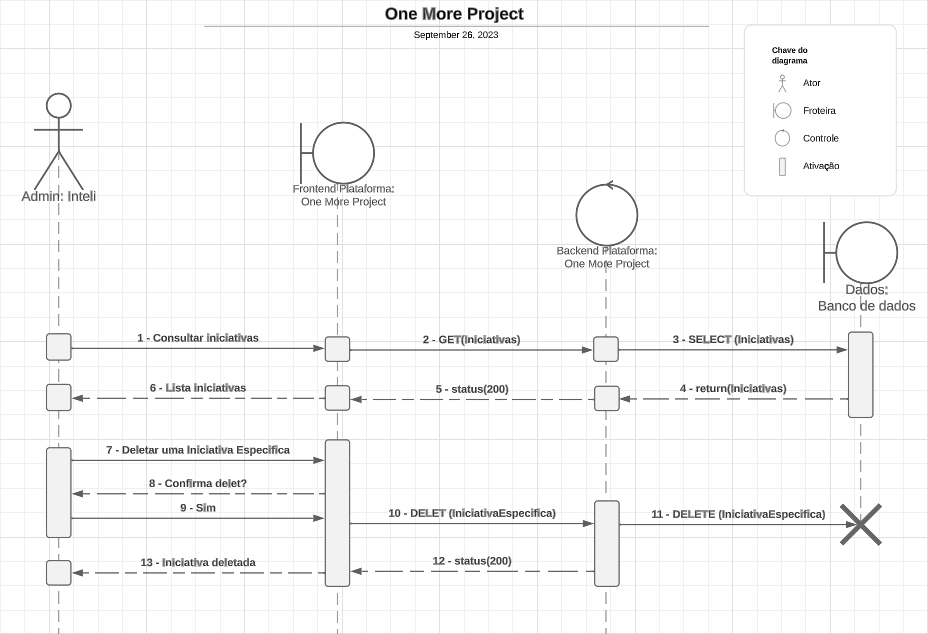 One More Project
September 26, 2023
Chave do
diagrama
Ator
Froteira
Controle
Ativação
Admin: Inteli
Frontend Plataforma:
One More Project
Backend Plataforma:
One More Project
Dados:
Banco de dados
1 - Consultar iniciativas
2 - GET(Iniciativas)
3 - SELECT (Iniciativas)
6 - Lista iniciativas
5 - status(200)
4 - return(Iniciativas)
7 - Deletar uma Iniciativa Especifica
8 - Confirma delet?
9 - Sim
10 - DELET (IniciativaEspecifica)
11 - DELETE (IniciativaEspecifica)
12 - status(200)
13 - Iniciativa deletada